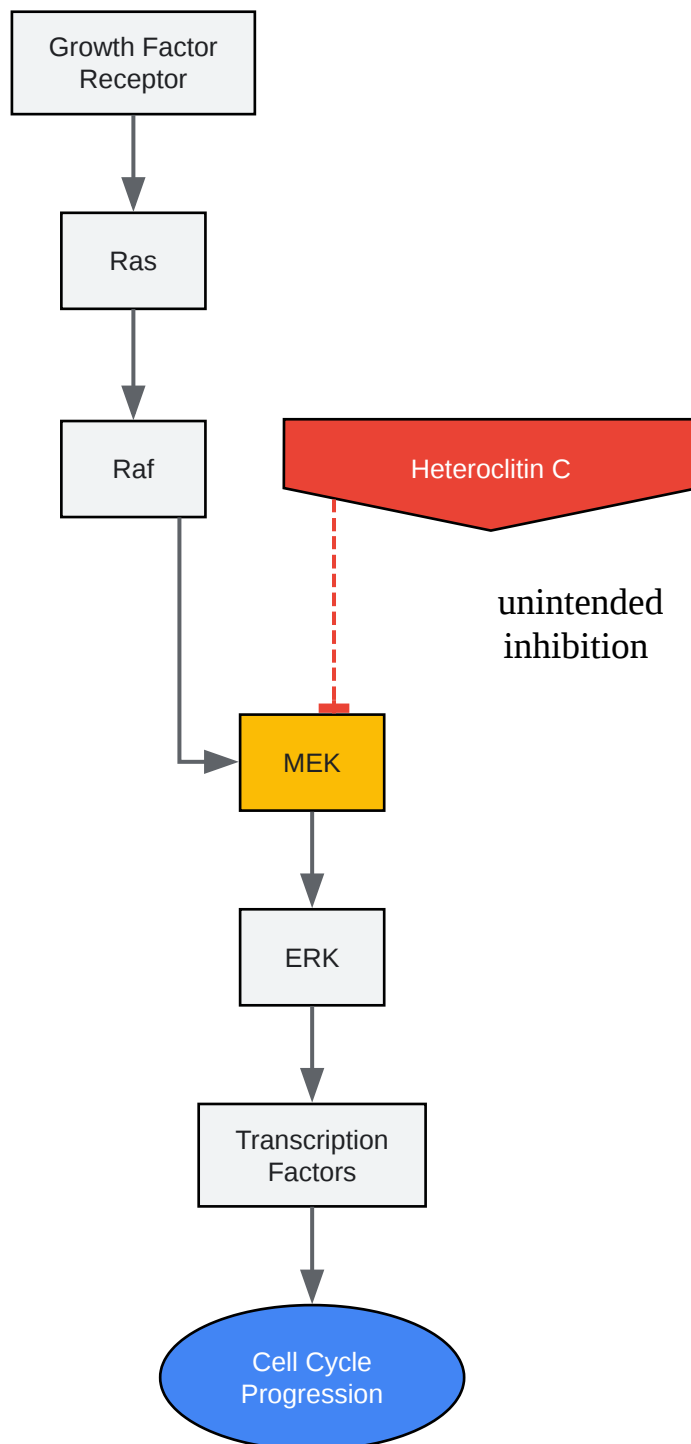 Growth Factor
Receptor
Ras
Raf
Heteroclitin C
unintended
inhibition
MEK
ERK
Transcription
Factors
Cell Cycle
Progression